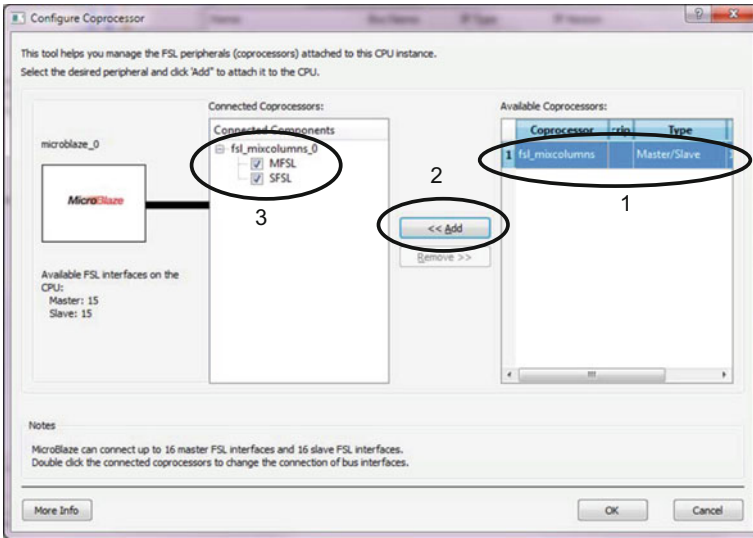 Configure Coprocessor
This tool helps you manage the FSL peripherals (coprocessors) attached to this CPU instance.
Select the desired peripheral and click 'Add" to attach it to the CPU.
Connected Coprocessors:
Available Coprocessors:
Connected Components
Coprocessor
Type
microblaze_0
fsl_mixcolumns_0
1 fsl_mixcolumns Master/Slave
MFSL
SFSL
MicroBlaze
2
1
3
<< Add
Remove >>
Available FSL interfaces on the
CPU:
Master: 15
Slave: 15
Notes
MicroBlaze can connect up to 16 master FSL interfaces and 16 slave FSL interfaces.
Double click the connected coprocessors to change the connection of bus interfaces.
More Info
OK
Cancel